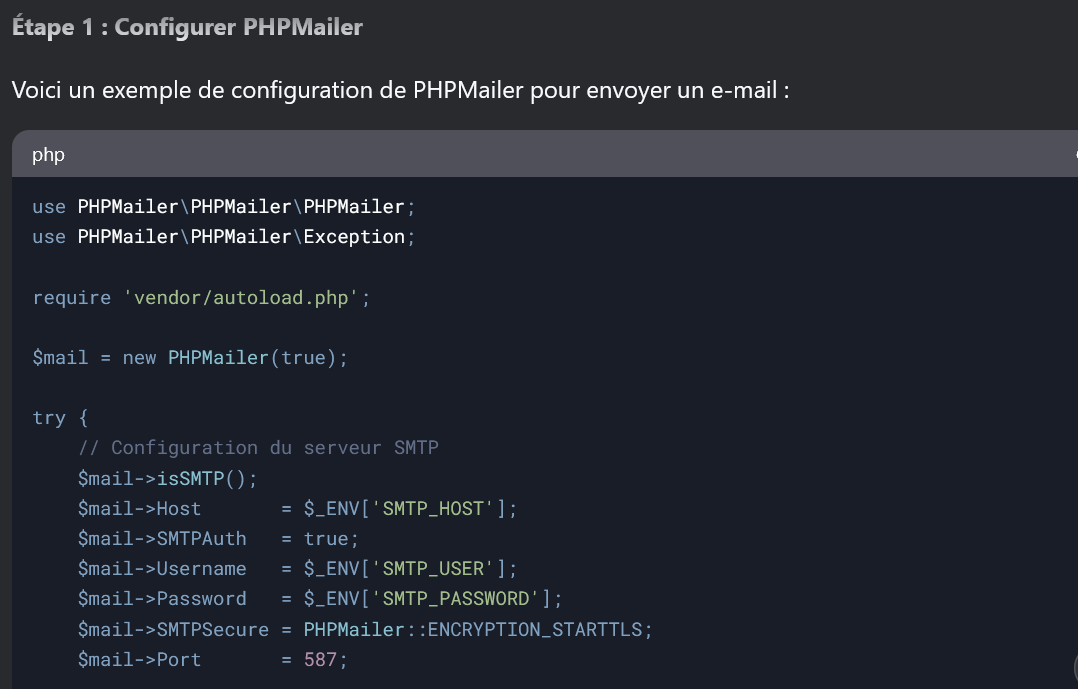 Étape 1 : Configurer PHPMailer
Voici un exemple de configuration de PHPMailer pour envoyer un e-mail :
php
use PHPMailer\PHPMailer\PHPMailer;
use PHPMailer\PHPMailer\Exception;
require 'vendor/autoload.php';
$mail = new PHPMailer(true);
try {
    // Configuration du serveur SMTP
    $mail->isSMTP();
    $mail->Host       = $_ENV['SMTP_HOST'];
    $mail->SMTPAuth   = true;
    $mail->Username   = $_ENV['SMTP_USER'];
    $mail->Password   = $_ENV['SMTP_PASSWORD'];
    $mail->SMTPSecure = PHPMailer::ENCRYPTION_STARTTLS;
    $mail->Port       = 587;